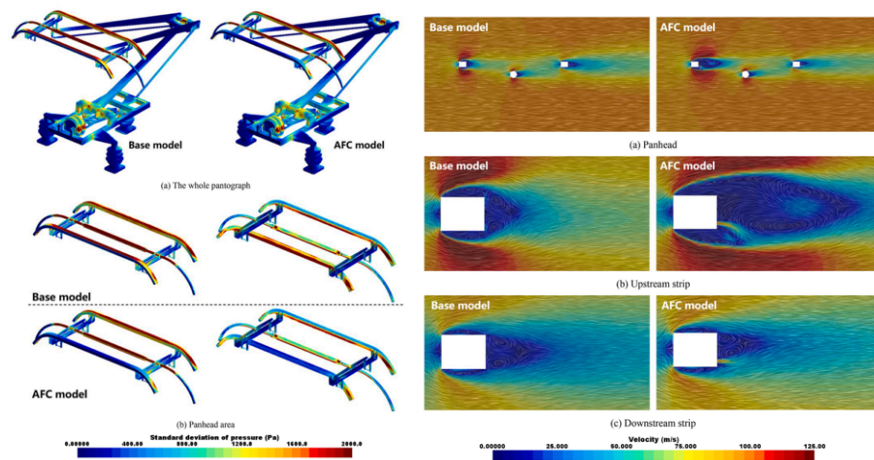 Base model
AFC model
(a) The whole pantograph
Base model
AFC model
(b) Panhead area
Standard deviation of pressure (Pa)
0.00000 400.00 800.00 1200.0 1600.0 2000.0
Base model
AFC model
(a) Panhead
Base model
AFC model
(b) Upstream strip
Base model
AFC model
(c) Downstream strip
Velocity (m/s)
0.00000 25.000 50.000 75.000 100.00 125.00